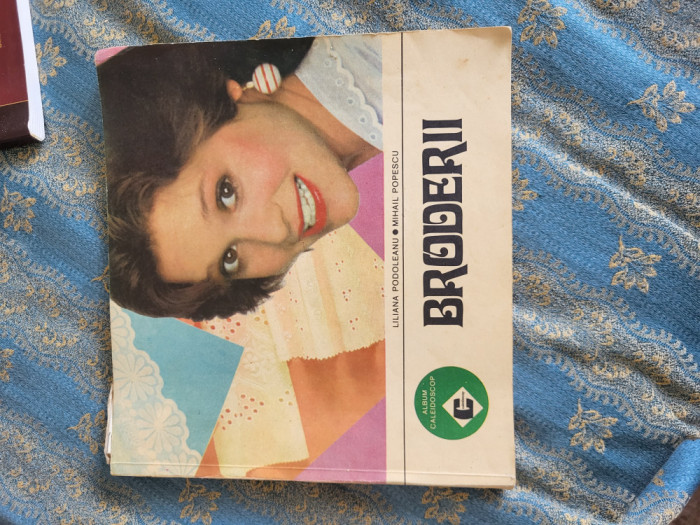 LILIANA PODOLEANU ● MIHAIL POPESCU
BRODERII
ALBUM
CALEIDOSCOP